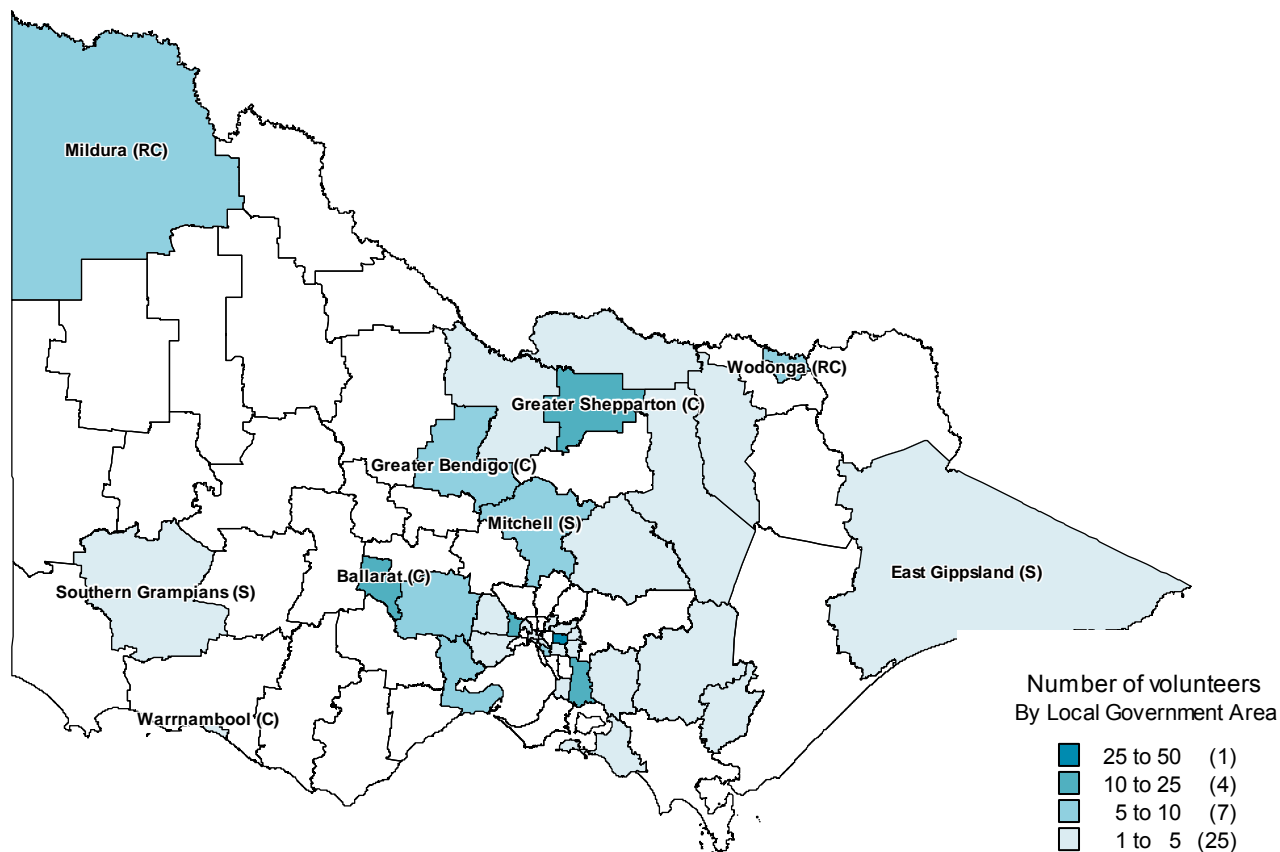 Mildura (RC)
Wodonga (RC)
Greater Shepparton (C)
Greater Bendigo (C)
Mitchell (S)
Ballarat (C)
East Gippsland (S)
Southern Grampians (S)
Warrnambool (C)
Number of volunteers
By Local Government Area
25 to 50 (1)
10 to 25 (4)
5 to 10 (7)
1 to 5 (25)